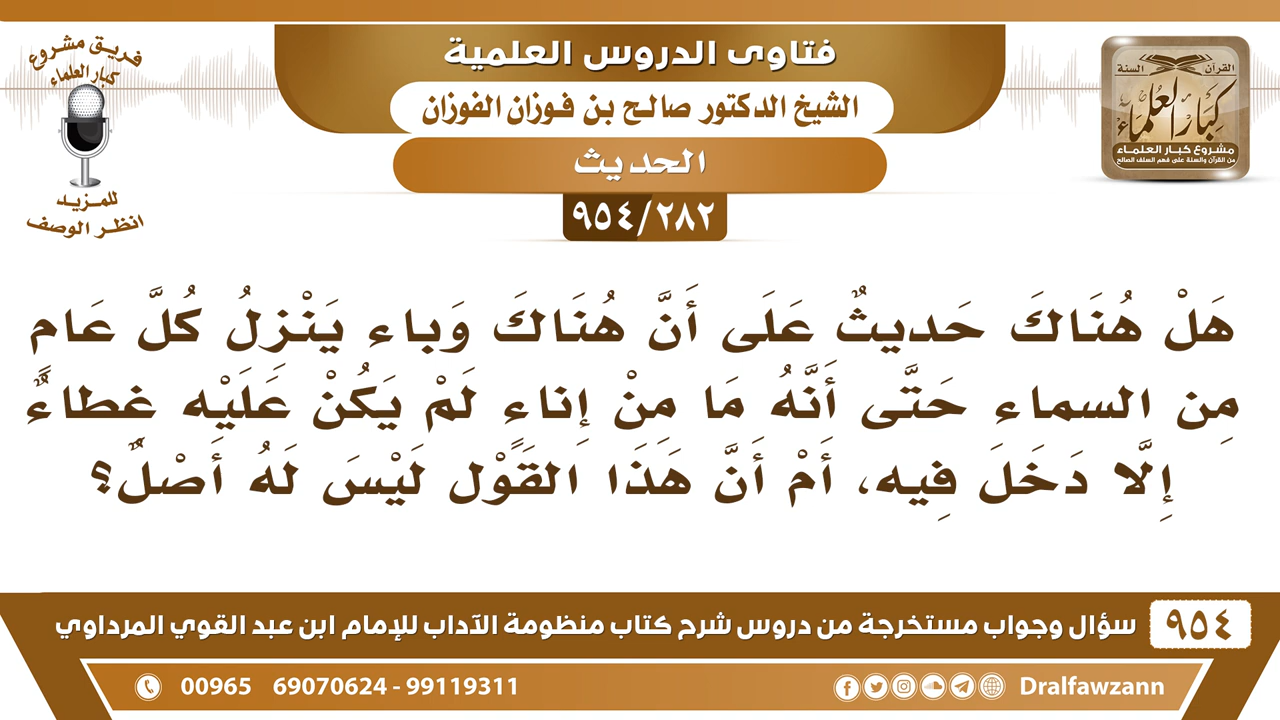 فريق مشروع
كبار العلماء
للمزيد
انظر الوصف
فتاوى الدروس العلمية
الشيخ الدكتور صالح بن فوزان الفوزان
الحديث
٩٥٤/٢٨٢
القرآن السنة
كبار العلماء
مشروع كبار العلماء
من القرآن والسنة على فهم السلف الصالح
هَلْ هُنَاكَ حَديثٌ عَلَى أَنَّ هُنَاكَ وَباء يَنْزلُ كُلَّ عَام
مِن السماء حَتَّى أَنَّهُ مَا منْ إناءٍ لَمْ يَكُنْ عَلَيْه غطاءٌ
إلَّا دَخَلَ فِيه، أَمْ أَنَّ هَذَا القَوْل لَيْسَ لَهُ أَصْلٌ؟
٩٥٤ سؤال وجواب مستخرجة من دروس شرح كتاب منظومة الآداب للإمام ابن عبد القوي المرداوي
00965 69070624 - 99119311
Dralfawzann